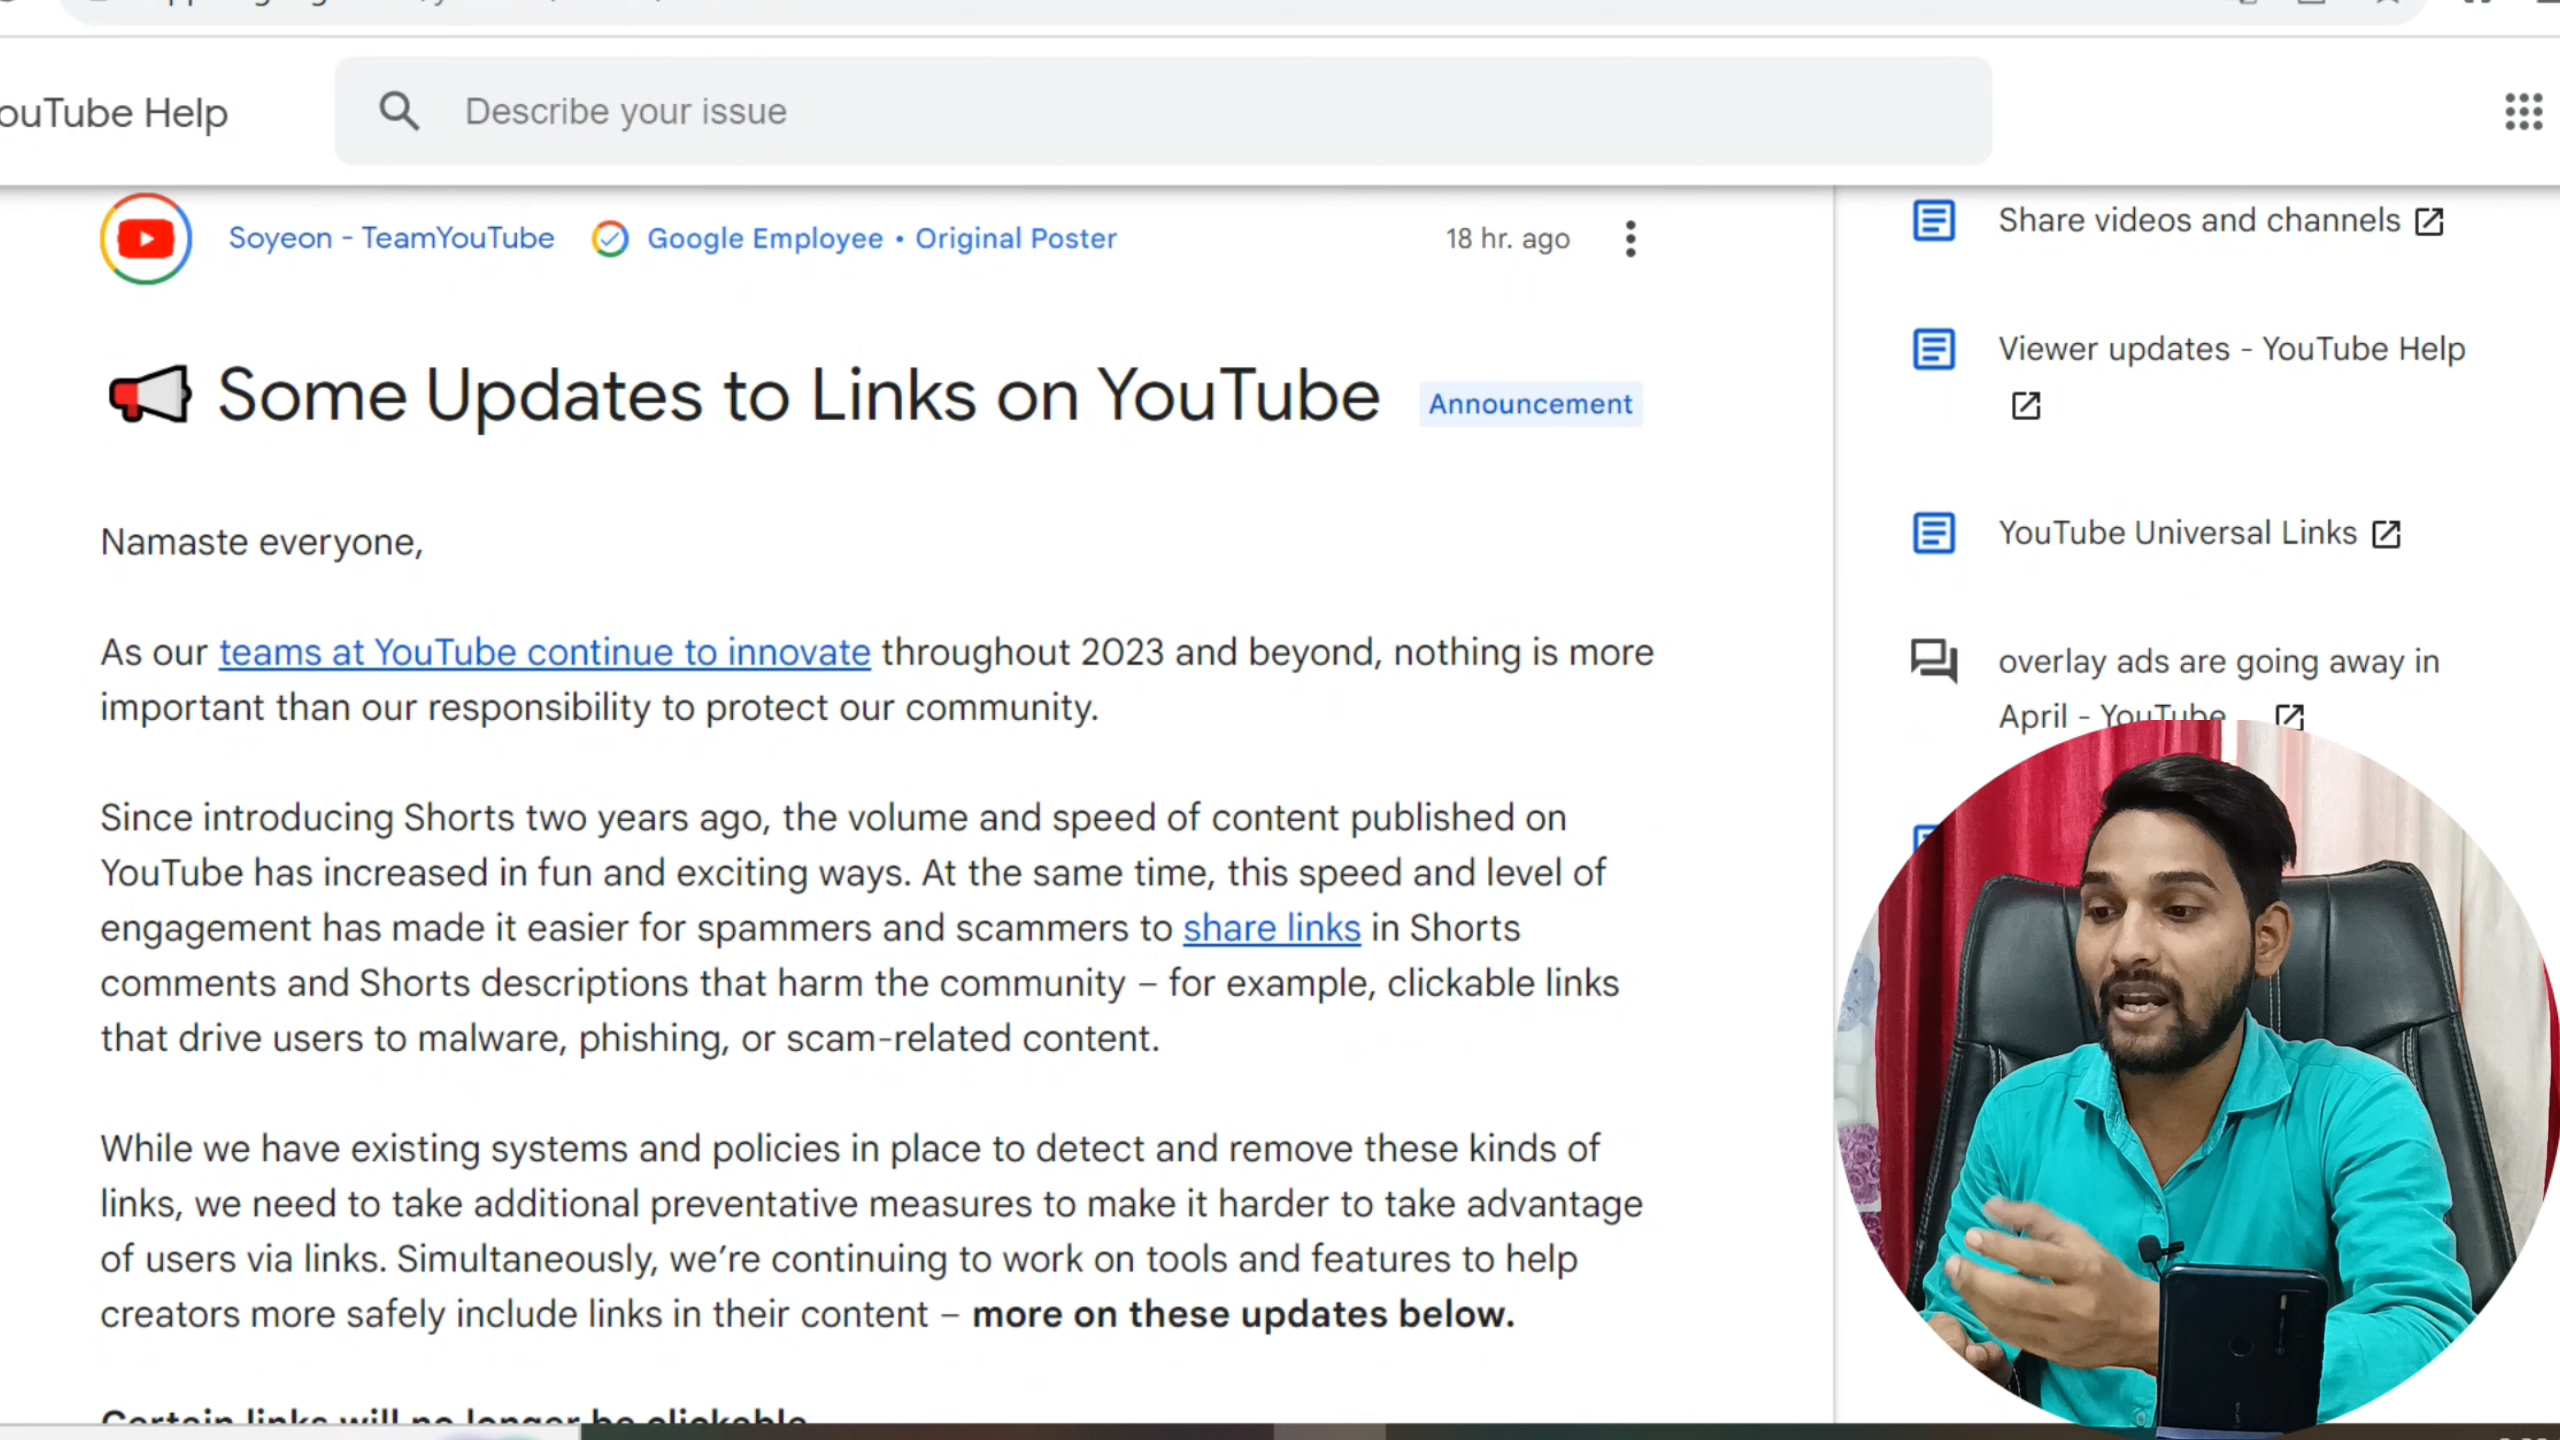 YouTube Help
Describe your issue
Soyeon - TeamYouTube Google Employee • Original Poster
18 hr. ago
Some Updates to Links on YouTube
Announcement
Namaste everyone,
As our teams at YouTube continue to innovate throughout 2023 and beyond, nothing is more
important than our responsibility to protect our community.
Since introducing Shorts two years ago, the volume and speed of content published on
YouTube has increased in fun and exciting ways. At the same time, this speed and level of
engagement has made it easier for spammers and scammers to share links in Shorts
comments and Shorts descriptions that harm the community – for example, clickable links
that drive users to malware, phishing, or scam-related content.
While we have existing systems and policies in place to detect and remove these kinds of
links, we need to take additional preventative measures to make it harder to take advantage
of users via links. Simultaneously, we’re continuing to work on tools and features to help
creators more safely include links in their content – more on these updates below.
Certain links will no longer be clickable
Share videos and channels
Viewer updates - YouTube Help
YouTube Universal Links
overlay ads are going away in
April - YouTube